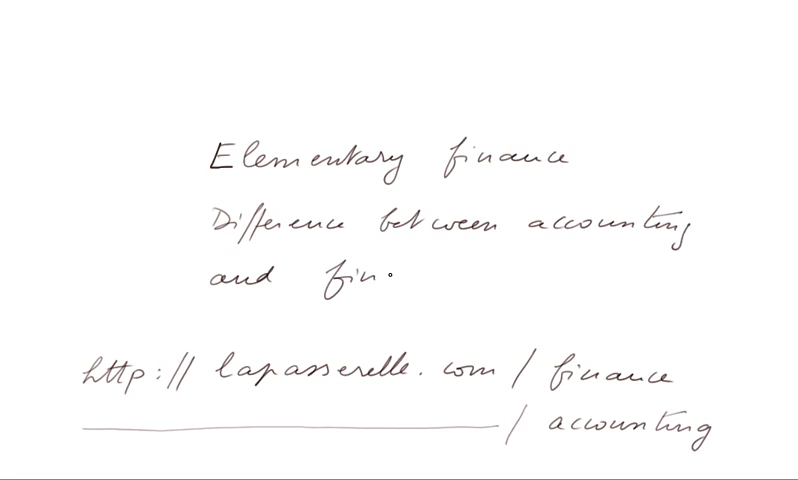 Elementary finance
Difference between accounting
and fin.
http://lapasserelle.com/finance
/accounting